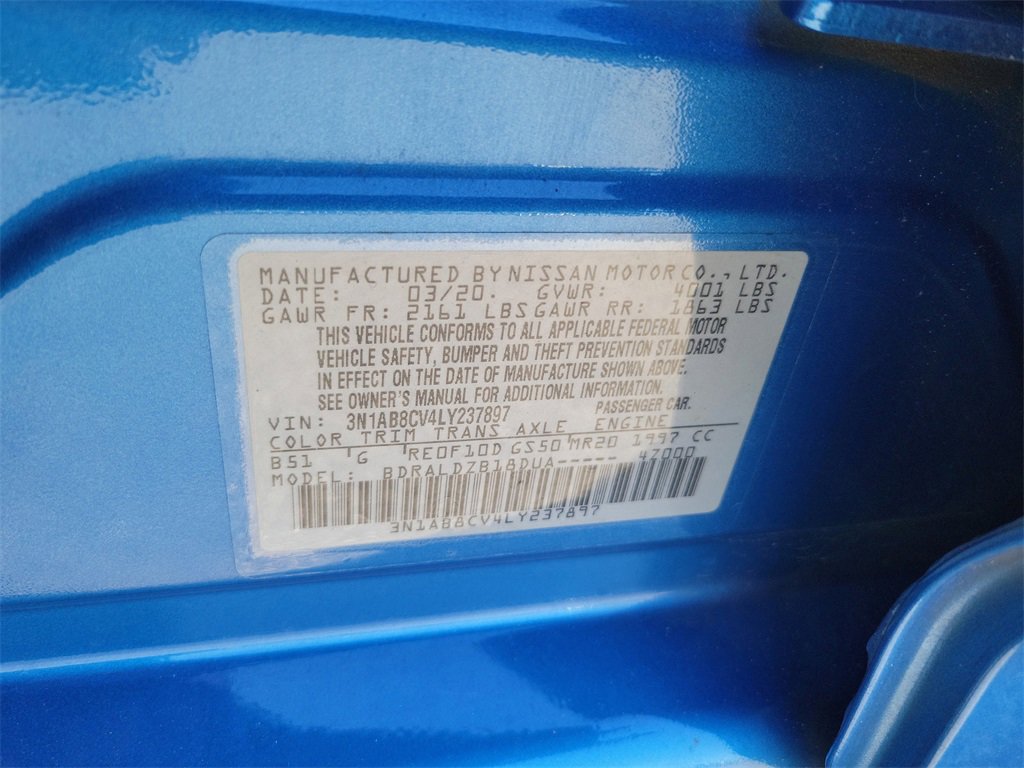 MANUFACTURED BY NISSAN MOTOR CO., LTD.
DATE: 03/20. GVWR: 4001 LBS
GAWR FR: 2161 LBS GAWR RR: 1863 LBS
THIS VEHICLE CONFORMS TO ALL APPLICABLE FEDERAL MOTOR
VEHICLE SAFETY, BUMPER AND THEFT PREVENTION STANDARDS
IN EFFECT ON THE DATE OF MANUFACTURE SHOWN ABOVE.
SEE OWNER'S MANUAL FOR ADDITIONAL INFORMATION.
VIN: 3N1AB8CV4LY237897 PASSENGER CAR.
COLOR TRIM TRANS AXLE ENGINE
B51 'G 'RE0F10D GS50'MR20 1997 CC
MODEL: BDRALDZB18DUA----- 47000
3N1AB8CV4LY237897